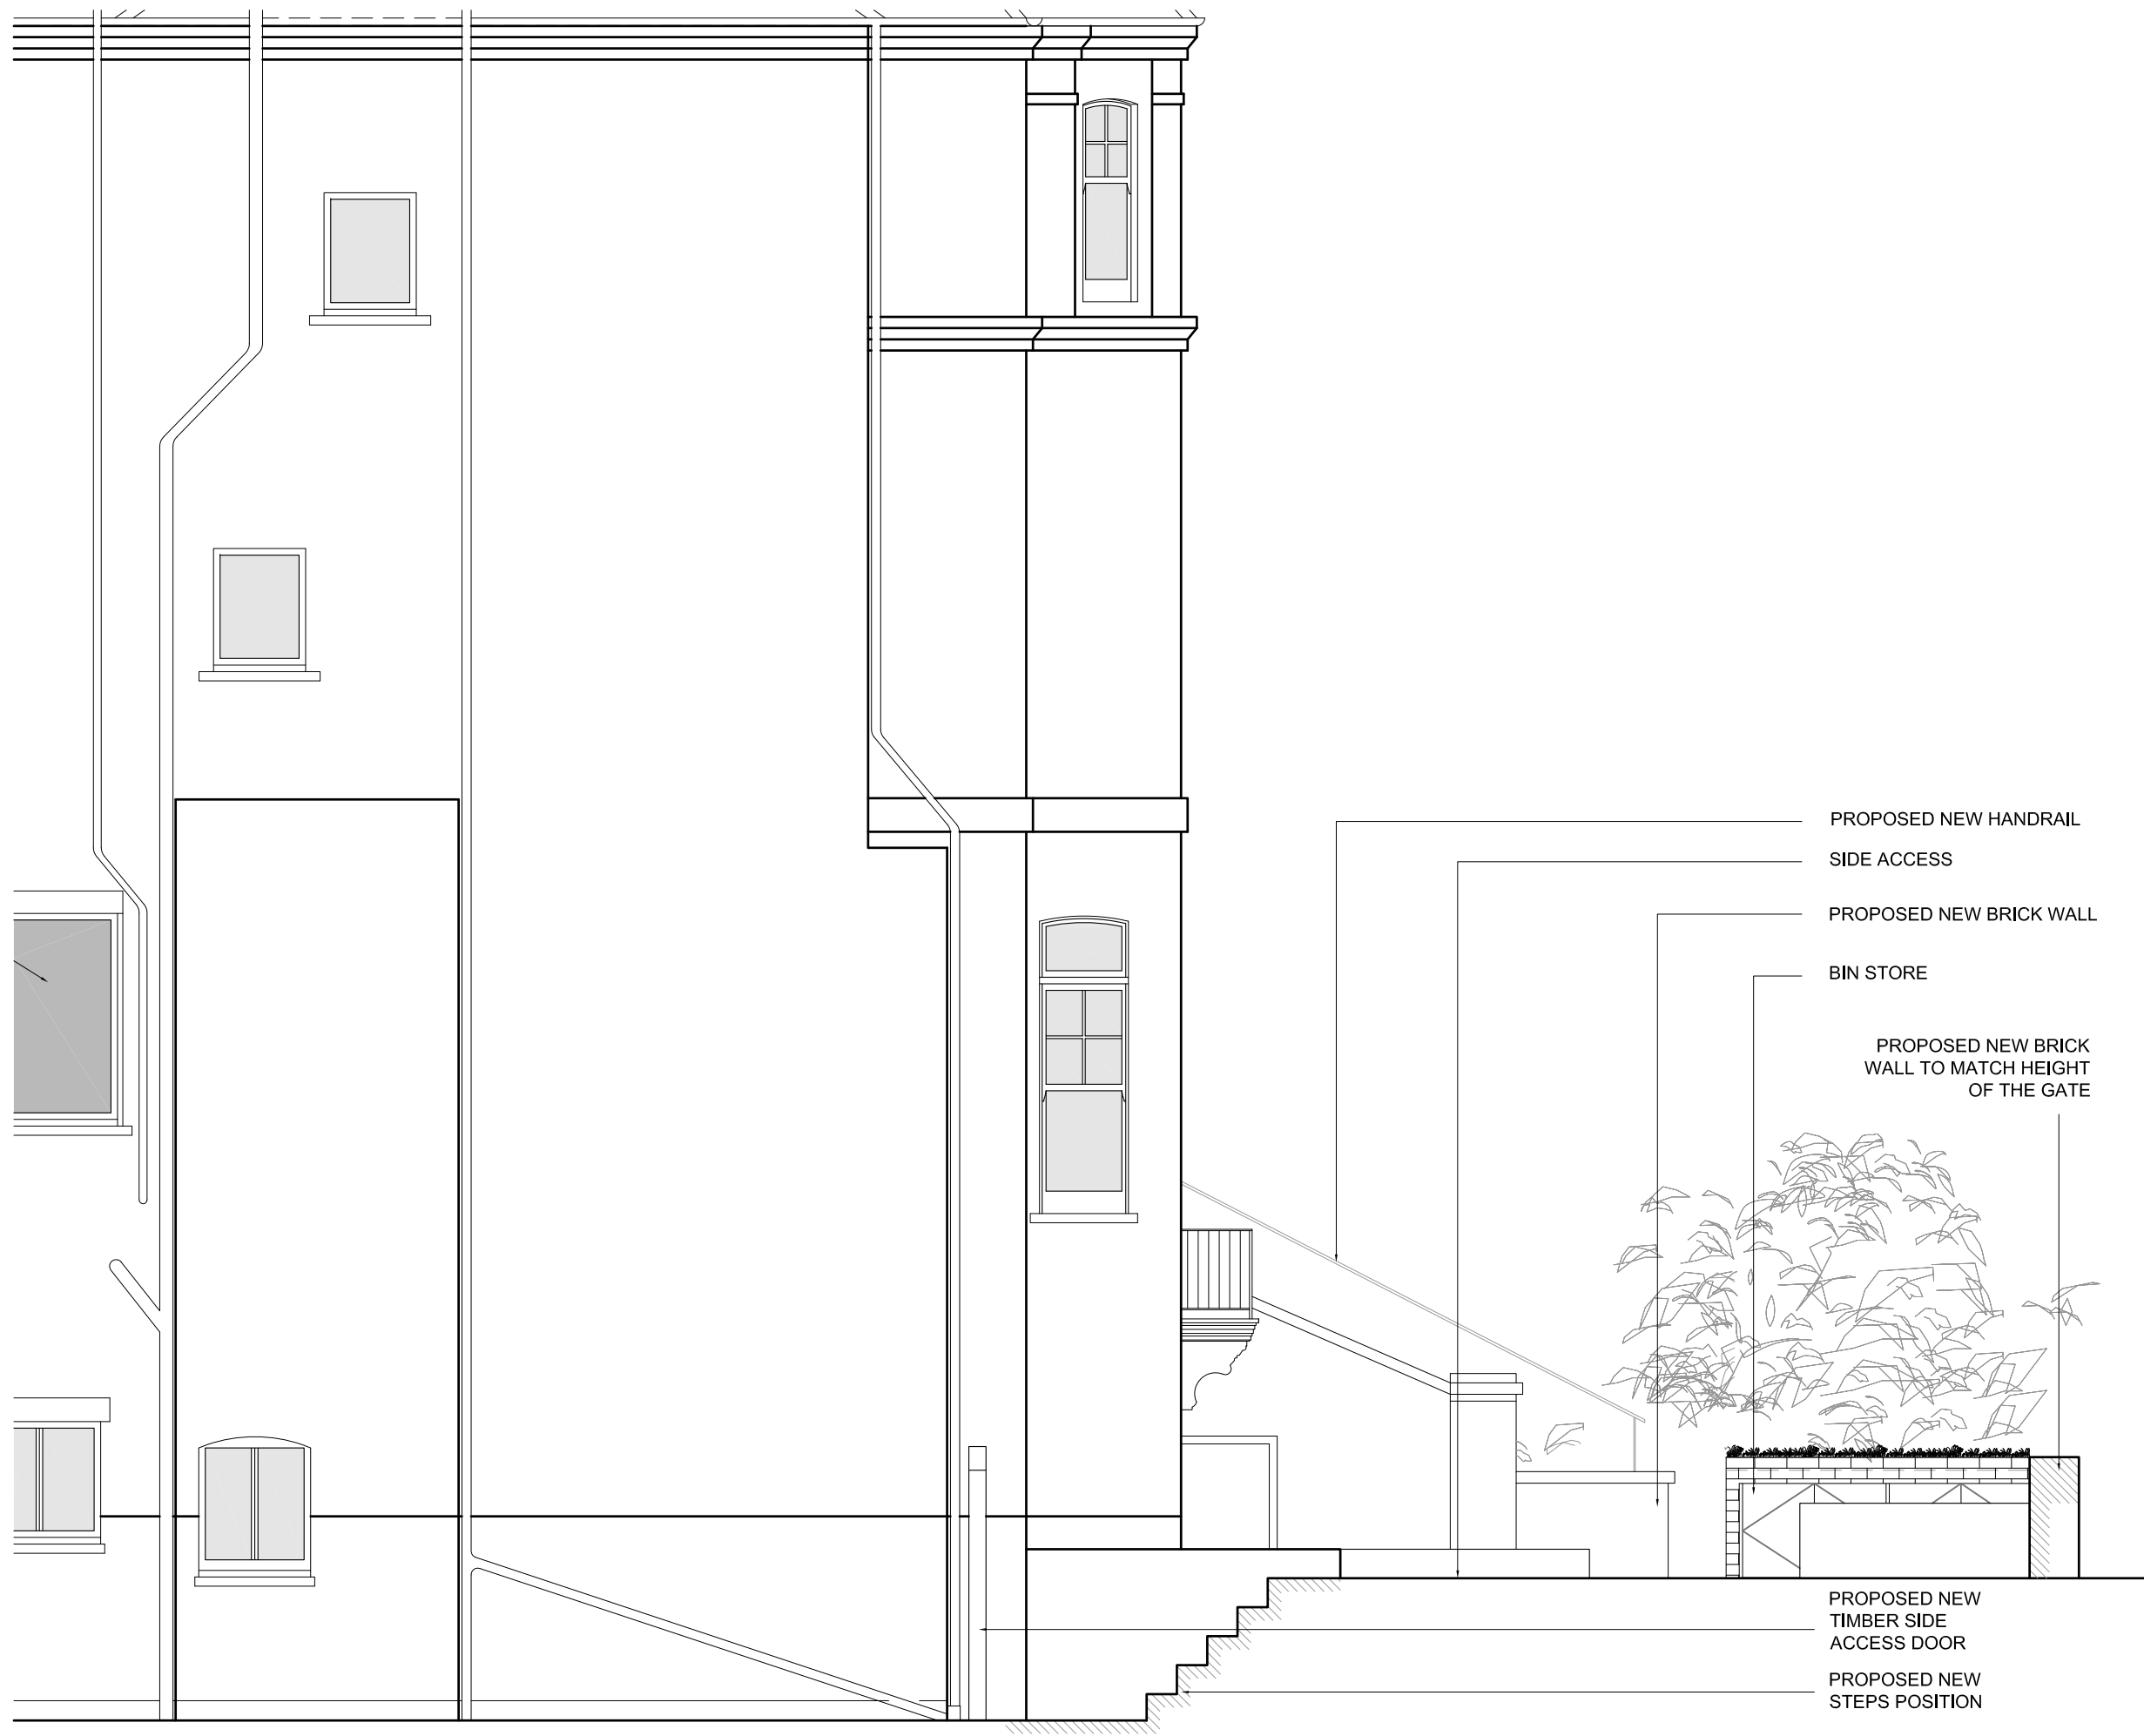 PROPOSED NEW HANDRAIL
SIDE ACCESS
PROPOSED NEW BRICK WALL
BIN STORE
PROPOSED NEW BRICK
WALL TO MATCH HEIGHT
OF THE GATE
PROPOSED NEW
TIMBER SIDE
ACCESS DOOR
PROPOSED NEW
STEPS POSITION